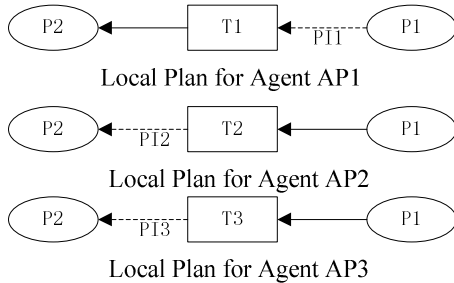 P2 T1 PI1 P1
Local Plan for Agent AP1
P2 PI2 T2 P1
Local Plan for Agent AP2
P2 PI3 T3 P1
Local Plan for Agent AP3